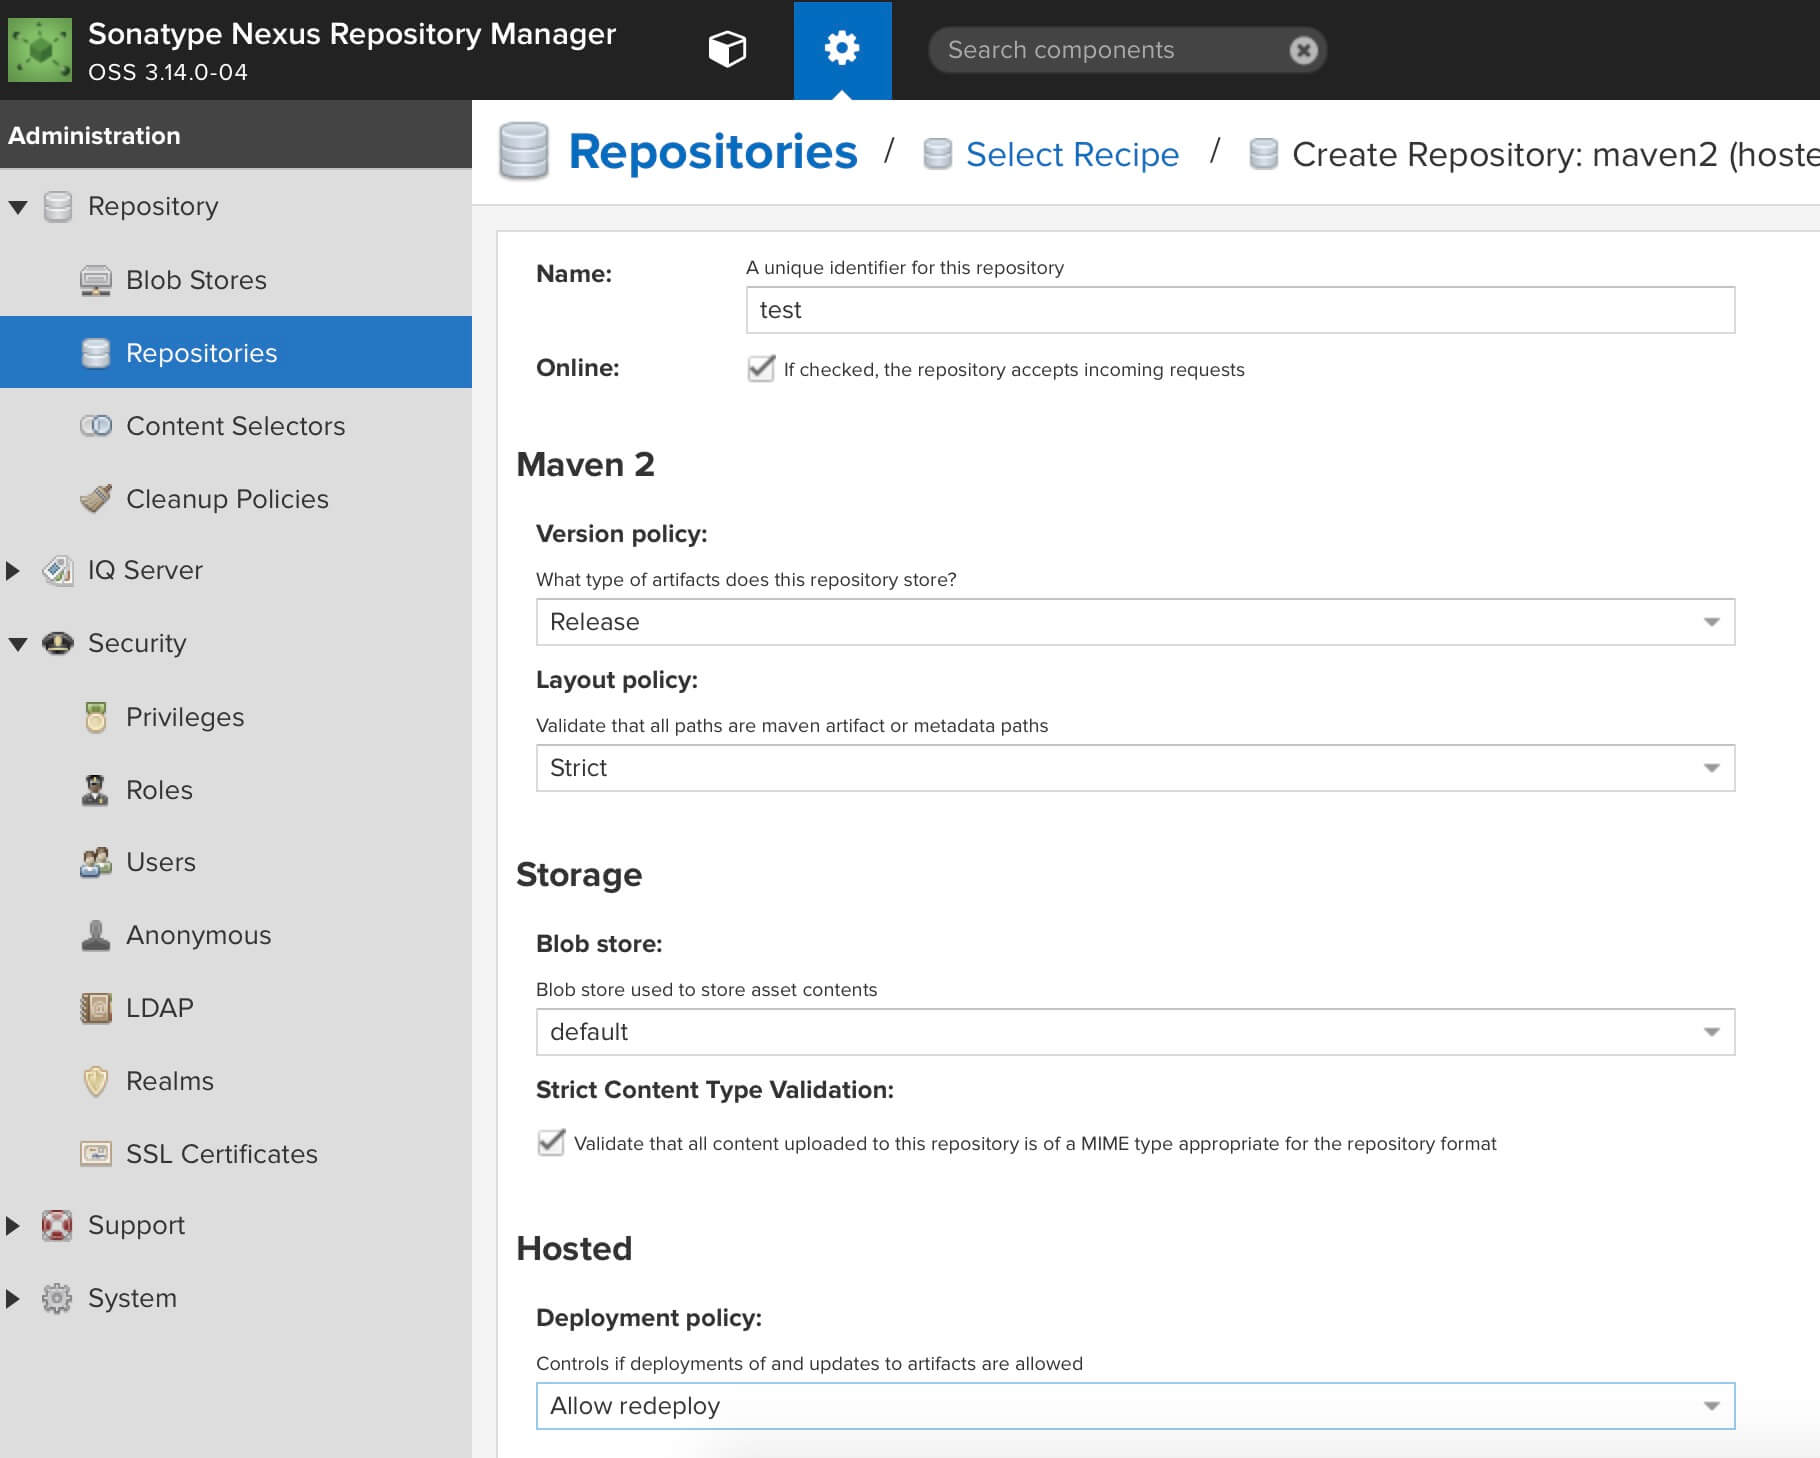 Sonatype Nexus Repository Manager
OSS 3.14.0-04
Search components
Administration
Repository
Blob Stores
Repositories
Content Selectors
Cleanup Policies
IQ Server
Security
Privileges
Roles
Users
Anonymous
LDAP
Realms
SSL Certificates
Support
System
Repositories / Select Recipe / Create Repository: maven2 (hoste
Name:
A unique identifier for this repository
test
Online:
If checked, the repository accepts incoming requests
Maven 2
Version policy:
What type of artifacts does this repository store?
Release
Layout policy:
Validate that all paths are maven artifact or metadata paths
Strict
Storage
Blob store:
Blob store used to store asset contents
default
Strict Content Type Validation:
Validate that all content uploaded to this repository is of a MIME type appropriate for the repository format
Hosted
Deployment policy:
Controls if deployments of and updates to artifacts are allowed
Allow redeploy